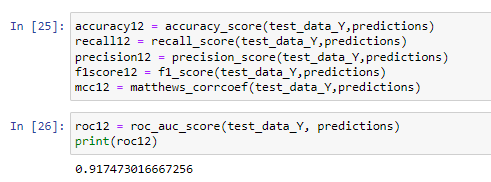 In [25]: accuracy12 = accuracy_score(test_data_Y,predictions)
recall12 = recall_score(test_data_Y,predictions)
precision12 = precision_score(test_data_Y,predictions)
f1score12 = f1_score(test_data_Y,predictions)
mcc12 = matthews_corrcoef(test_data_Y,predictions)
In [26]: roc12 = roc_auc_score(test_data_Y, predictions)
print(roc12)
0.917473016667256